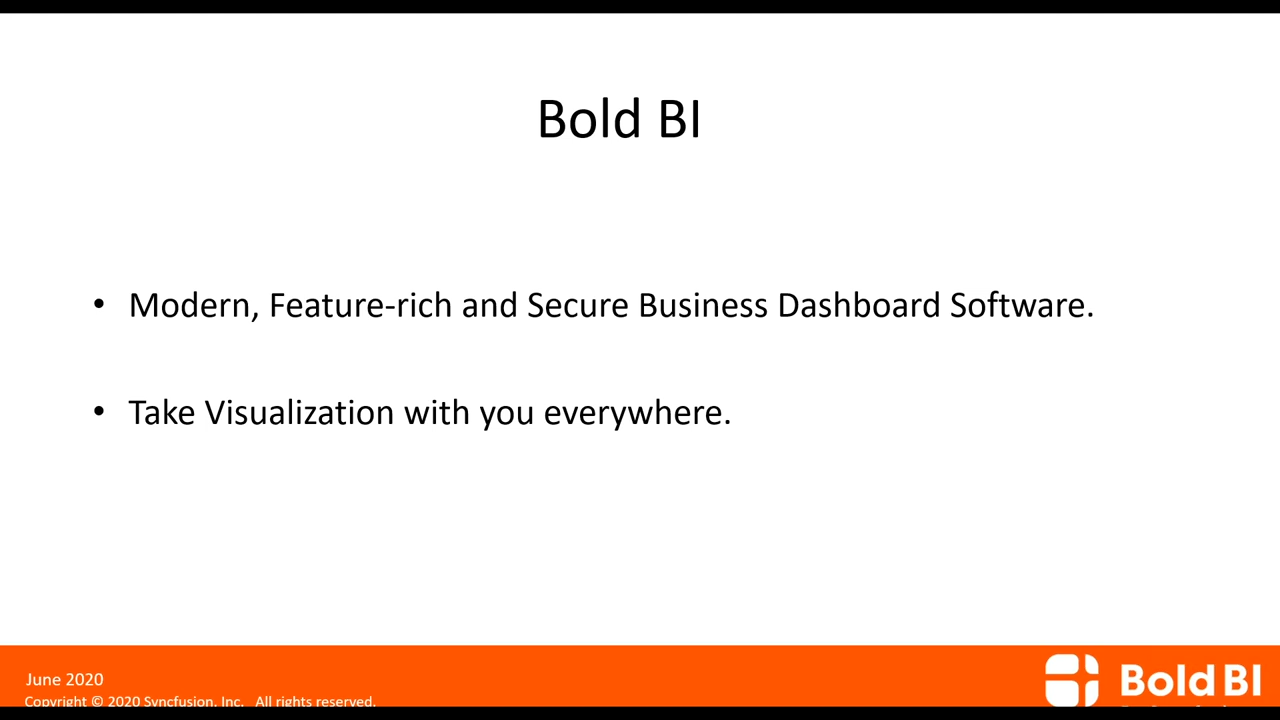 Bold BI
• Modern, Feature-rich and Secure Business Dashboard Software.
• Take Visualization with you everywhere.
June 2020
Copyright © 2020 Syncfusion, Inc. All rights reserved.
Bold BI